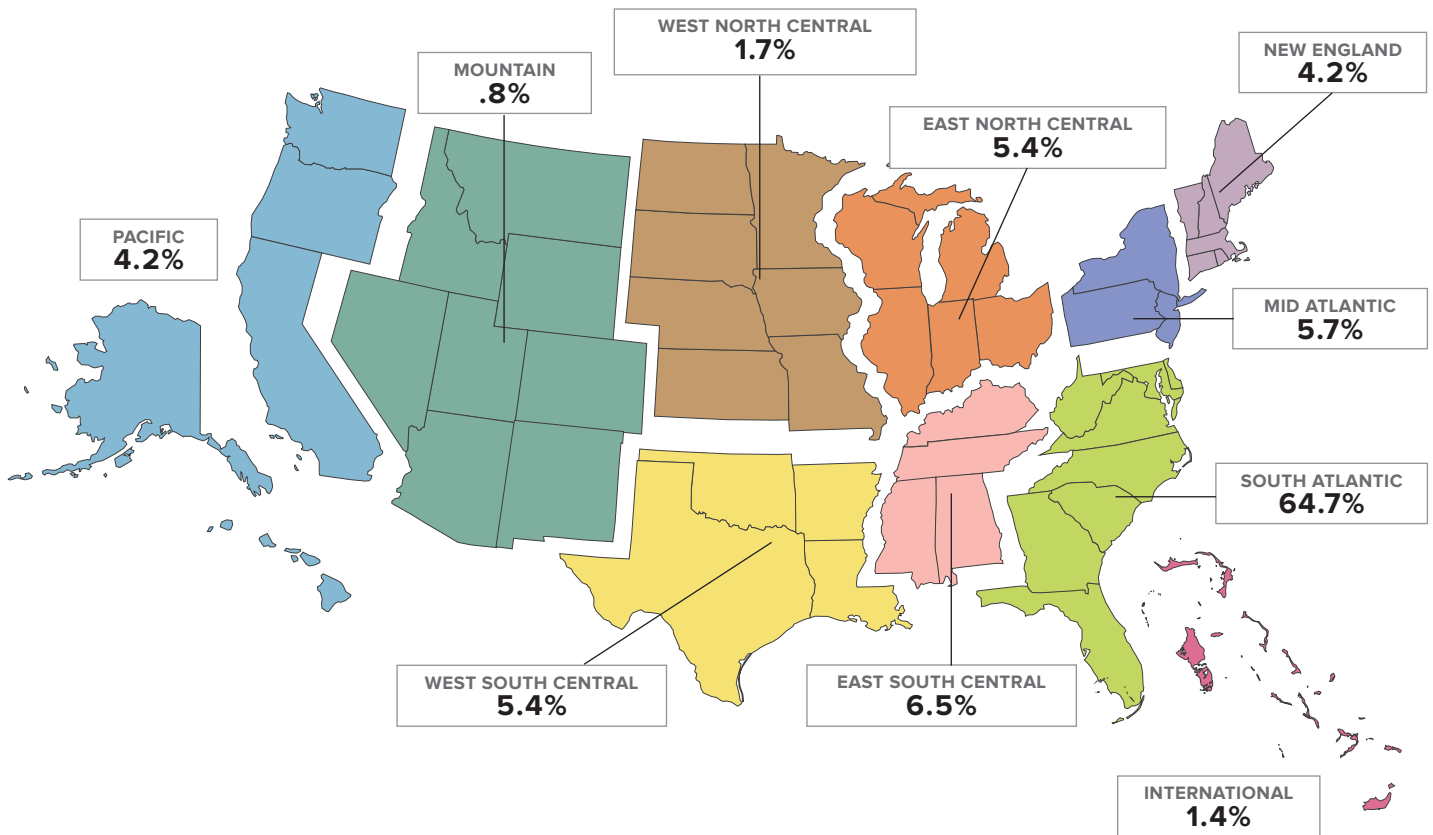 WEST NORTH CENTRAL
1.7%
NEW ENGLAND
4.2%
MOUNTAIN
.8%
EAST NORTH CENTRAL
5.4%
PACIFIC
4.2%
MID ATLANTIC
5.7%
SOUTH ATLANTIC
64.7%
WEST SOUTH CENTRAL
5.4%
EAST SOUTH CENTRAL
6.5%
INTERNATIONAL
1.4%